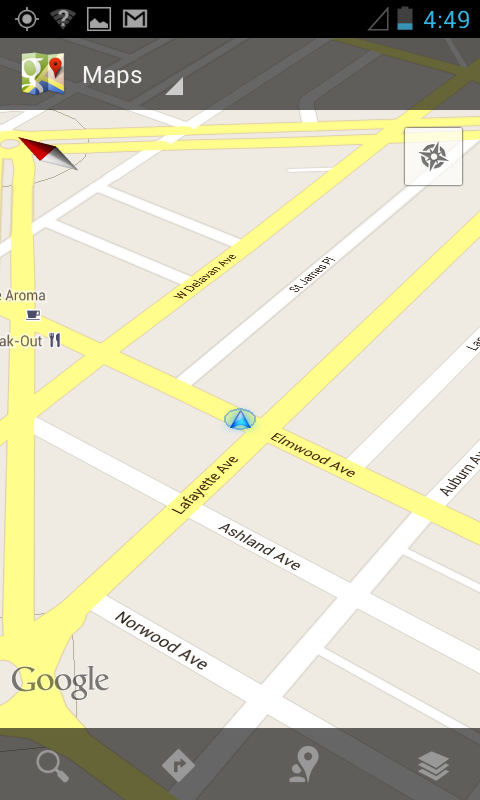 4:49
Maps
W Delavan Ave
St James Pl
Aroma
ak-Out
Elmwood Ave
Auburn Av
Lafayette Ave
Ashland Ave
Norwood Ave
Google